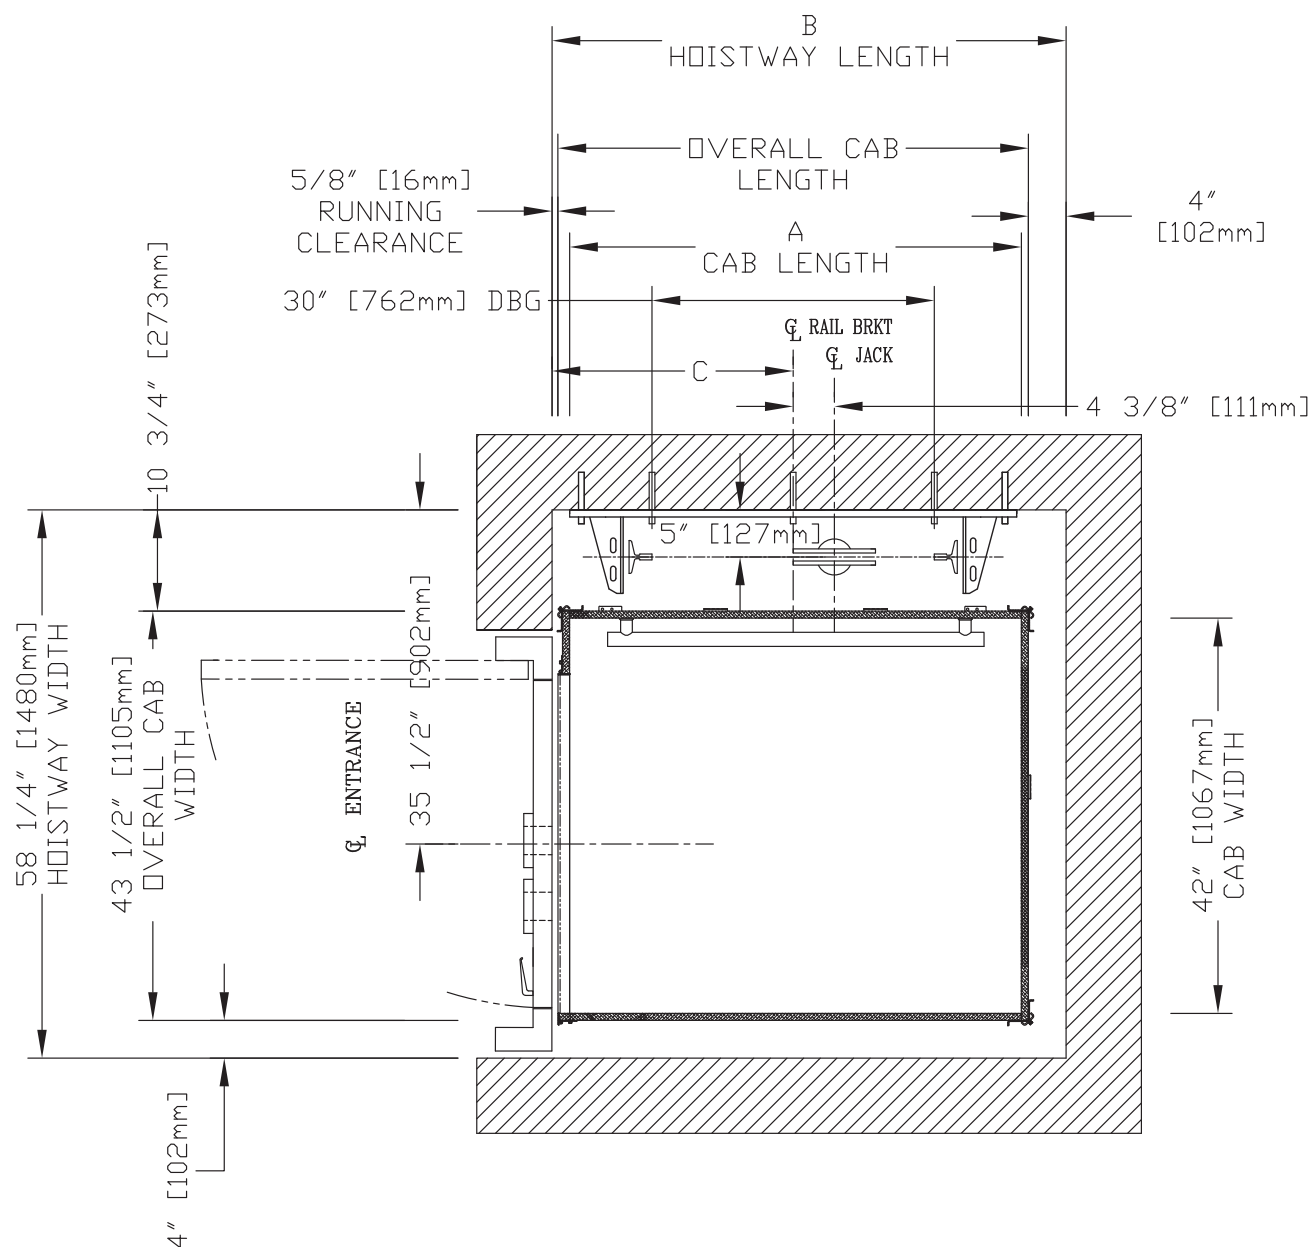 B
HOISTWAY LENGTH
OVERALL CAB
LENGTH
5/8" [16mm]
RUNNING
CLEARANCE
4"
[102mm]
A
CAB LENGTH
30" [762mm] DBG
℄ RAIL BRKT
℄ JACK
C
4 3/8" [111mm]
10 3/4" [273mm]
5" [127mm]
58 1/4" [1480mm]
HOISTWAY WIDTH
43 1/2" [1105mm]
OVERALL CAB
WIDTH
℄ ENTRANCE
35 1/2" [902mm]
42" [1067mm]
CAB WIDTH
4" [102mm]